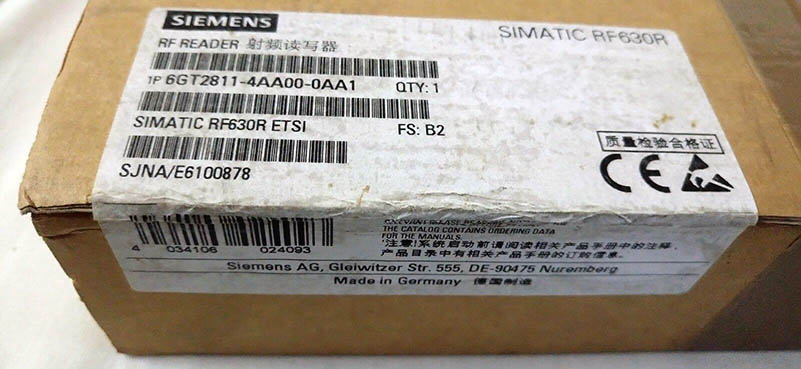 SIEMENS
SIMATIC RF630R
RF READER 射频读写器
1P 6GT2811-4AA00-0AA1 QTY: 1
SIMATIC RF630R ETSI FS: B2
质量检验合格证
CE
SJNA/E6100878
THE CATALOG CONTAINS ORDERING DATA
FOR THE MANUALS.
4 034106 024093
注意!系统启动前请阅读相关产品手册中的注释,
产品目录中有相关产品手册的订购信息。
Siemens AG, Gleiwitzer Str. 555, DE-90475 Nuremberg
Made in Germany 德国制造